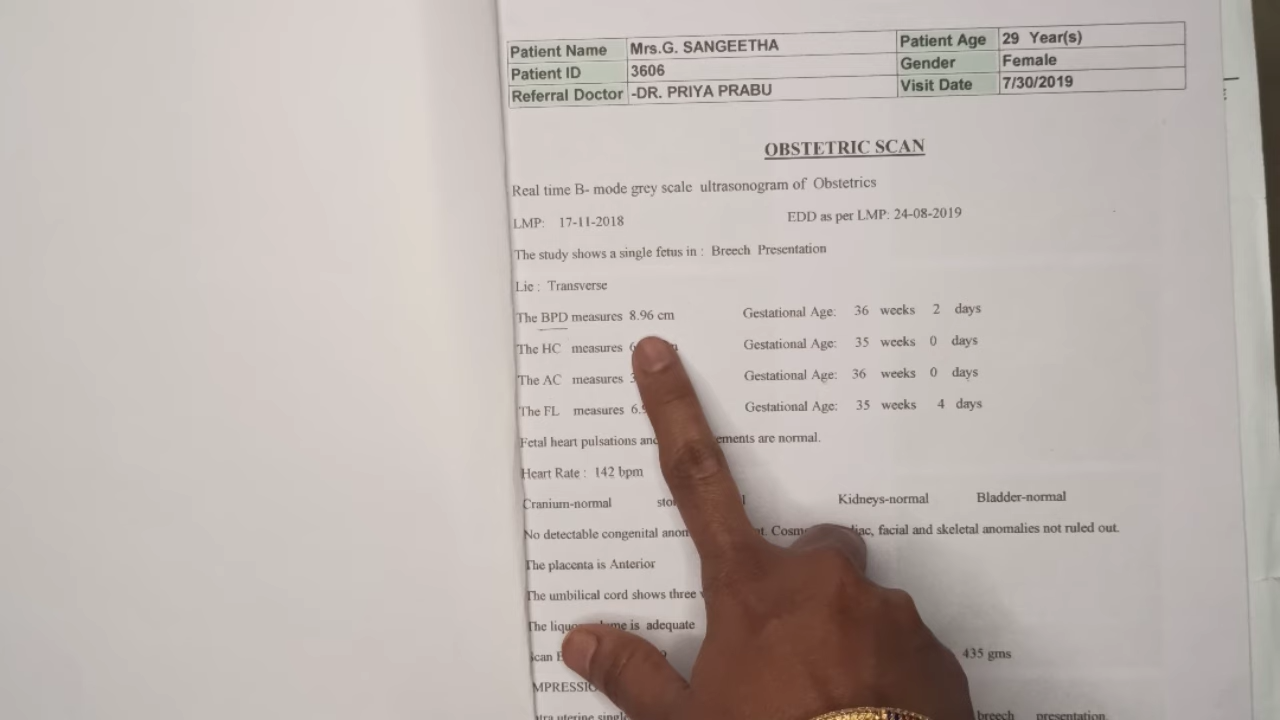 Patient Name Mrs.G. SANGEETHA Patient Age 29 Year(s)
Patient ID 3606 Gender Female
Referral Doctor -DR. PRIYA PRABU Visit Date 7/30/2019
OBSTETRIC SCAN
Real time B- mode grey scale ultrasonogram of Obstetrics
LMP: 17-11-2018 EDD as per LMP: 24-08-2019
The study shows a single fetus in : Breech Presentation
Lie : Transverse
The BPD measures 8.96 cm Gestational Age: 36 weeks 2 days
The HC measures Gestational Age: 35 weeks 0 days
The AC measures Gestational Age: 36 weeks 0 days
The FL measures Gestational Age: 35 weeks 4 days
Fetal heart pulsations are normal.
Heart Rate : 142 bpm
Cranium-normal Kidneys-normal Bladder-normal
No detectable congenital facial and skeletal anomalies not ruled out.
The placenta is Anterior
The umbilical cord shows three
The is adequate
435 gms
breech presentation